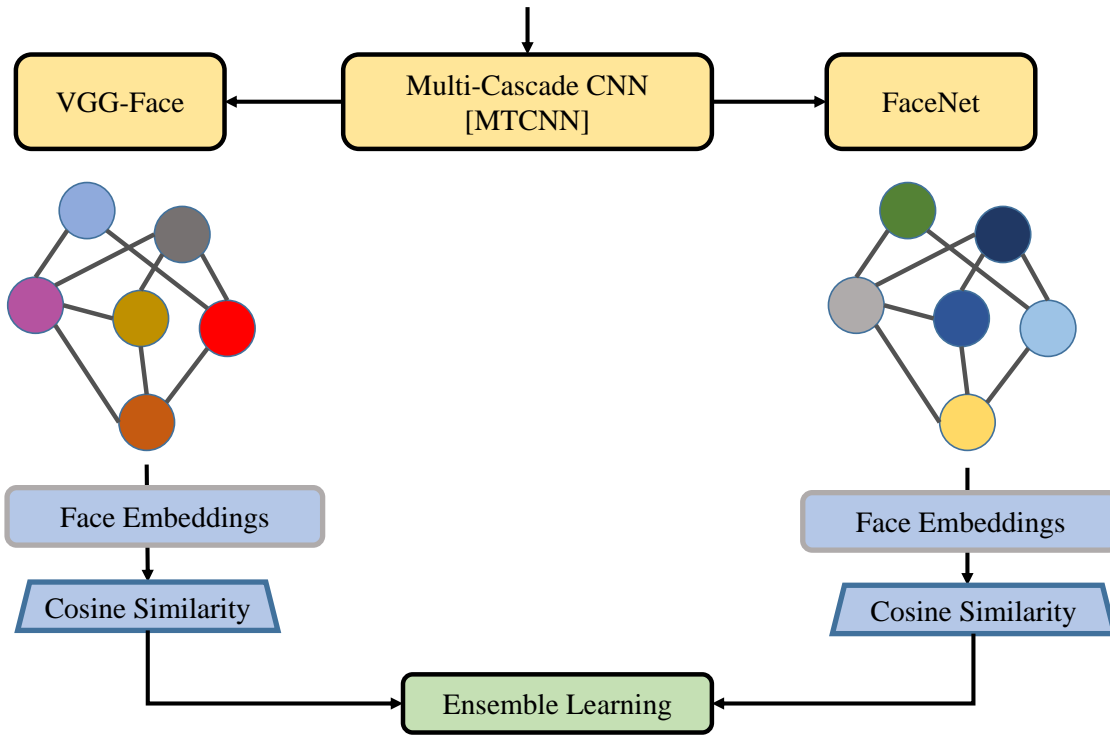 VGG-Face
Multi-Cascade CNN
[MTCNN]
FaceNet
Face Embeddings
Face Embeddings
Cosine Similarity
Cosine Similarity
Ensemble Learning